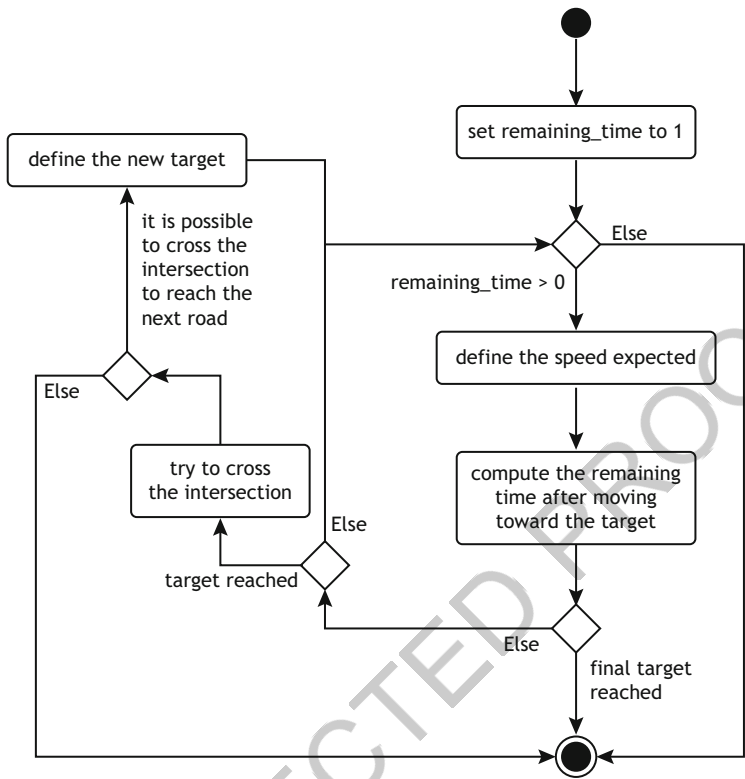 set remaining_time to 1
define the new target
it is possible
to cross the
intersection
to reach the
next road
Else
remaining_time > 0
define the speed expected
Else
try to cross
the intersection
compute the remaining
time after moving
toward the target
Else
target reached
Else
final target
reached
ECTED PROO